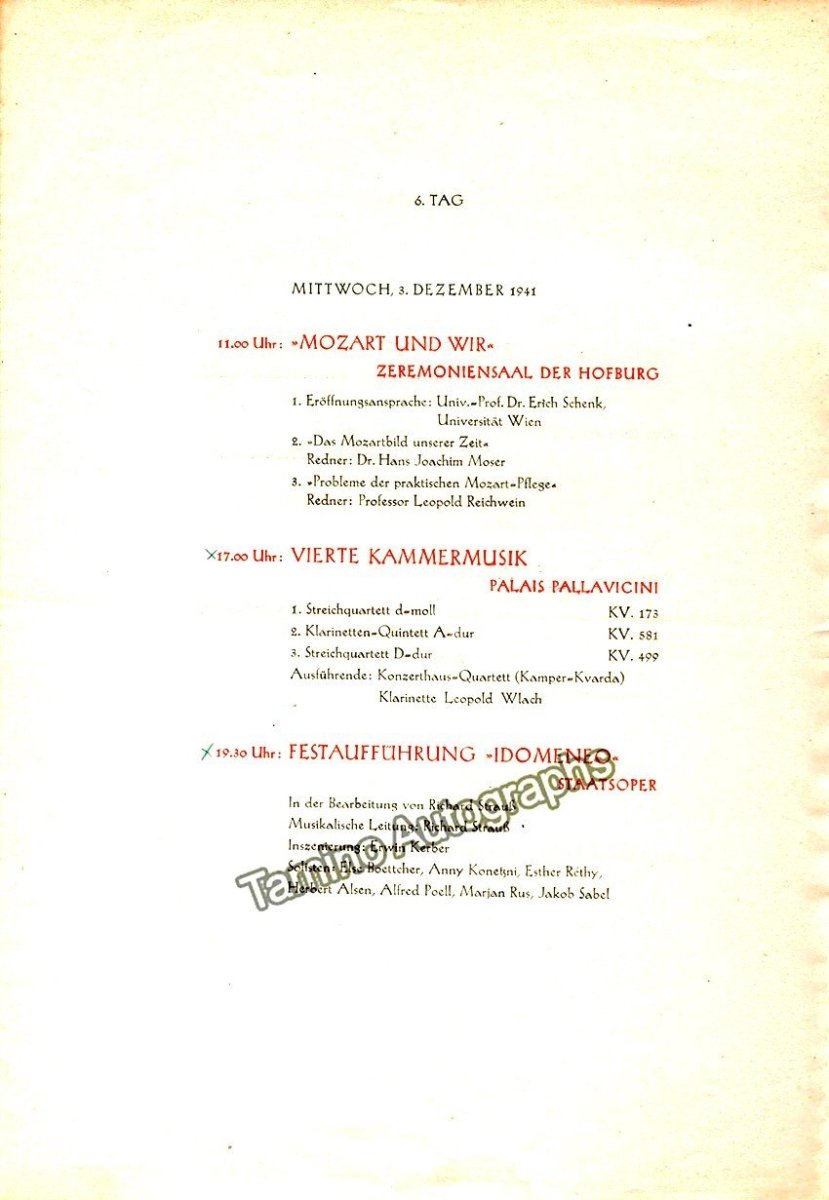 6. TAG
MITTWOCH, 3. DEZEMBER 1941
11.00 Uhr: »MOZART UND WIR«
ZEREMONIENSAAL DER HOFBURG
1. Eröffnungsansprache: Univ.-Prof. Dr. Erich Schenk,
Universität Wien
2. »Das Mozartbild unserer Zeit«
Redner: Dr. Hans Joachim Moser
3. »Probleme der praktischen Mozart-Pflege«
Redner: Professor Leopold Reichwein
×17.00 Uhr: VIERTE KAMMERMUSIK
PALAIS PALLAVICINI
1. Streichquartett d-moll KV. 173
2. Klarinetten-Quintett A-dur KV. 581
3. Streichquartett D-dur KV. 499
Ausführende: Konzerthaus-Quartett (Kamper-Kvarda)
Klarinette Leopold Wlach
×19.30 Uhr: FESTAUFFÜHRUNG »IDOMENEO«
STAATSOPER
In der Bearbeitung von Richard Strauß
Musikalische Leitung: Richard Strauß
Inszenierung: Erwin Kerber
Solisten: Else Boettcher, Anny Konetzni, Esther Réthy,
Herbert Alsen, Alfred Poell, Marjan Rus, Jakob Sabel
Tamino Autographs